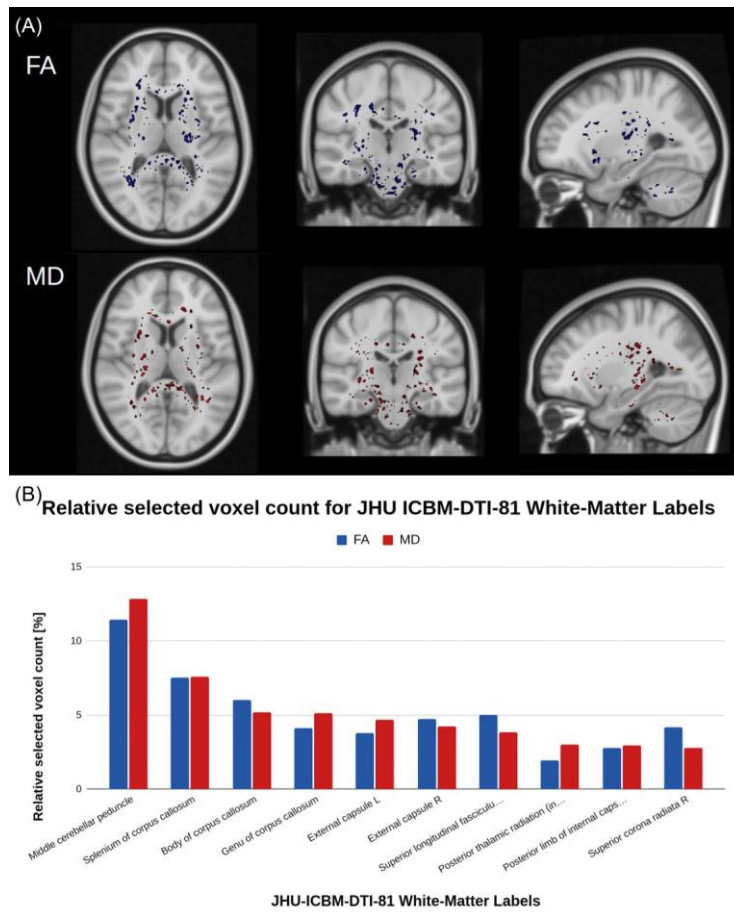 (A)
FA
MD
(B)
Relative selected voxel count for JHU ICBM-DTI-81 White-Matter Labels
FA MD
Relative selected voxel count [%]
15
10
5
0
Middle cerebellar peduncle
Splenium of corpus callosum
Body of corpus callosum
Genu of corpus callosum
External capsule L
External capsule R
Superior longitudinal fasciculu…
Posterior thalamic radiation (in…
Posterior limb of internal caps…
Superior corona radiata R
JHU-ICBM-DTI-81 White-Matter Labels